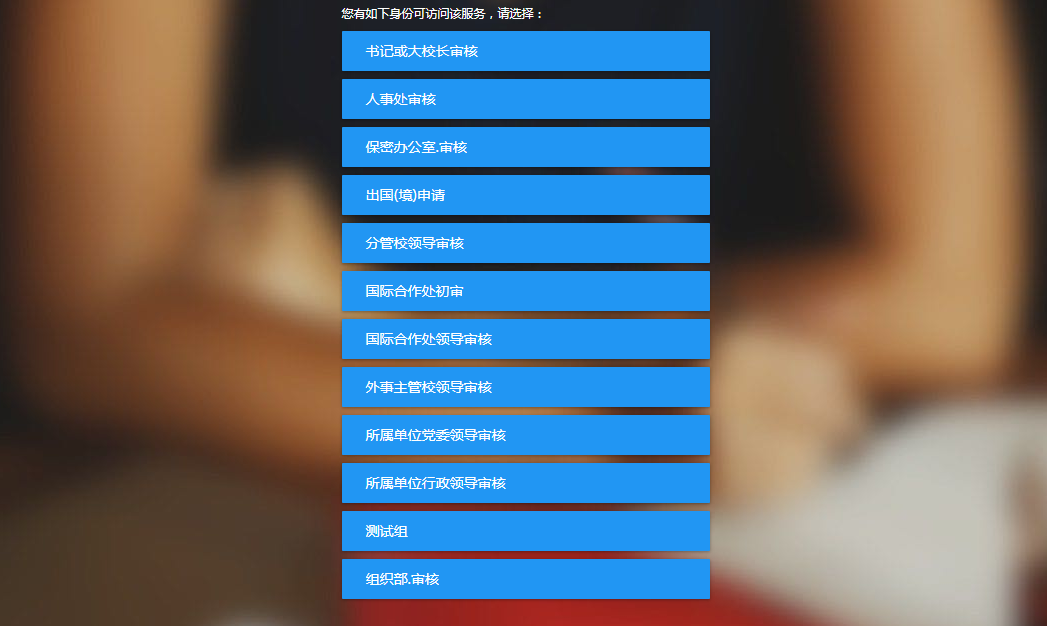 您有如下身份可访问该服务，请选择：
书记或大校长审核
人事处审核
保密办公室.审核
出国(境)申请
分管校领导审核
国际合作处初审
国际合作处领导审核
外事主管校领导审核
所属单位党委领导审核
所属单位行政领导审核
测试组
组织部.审核